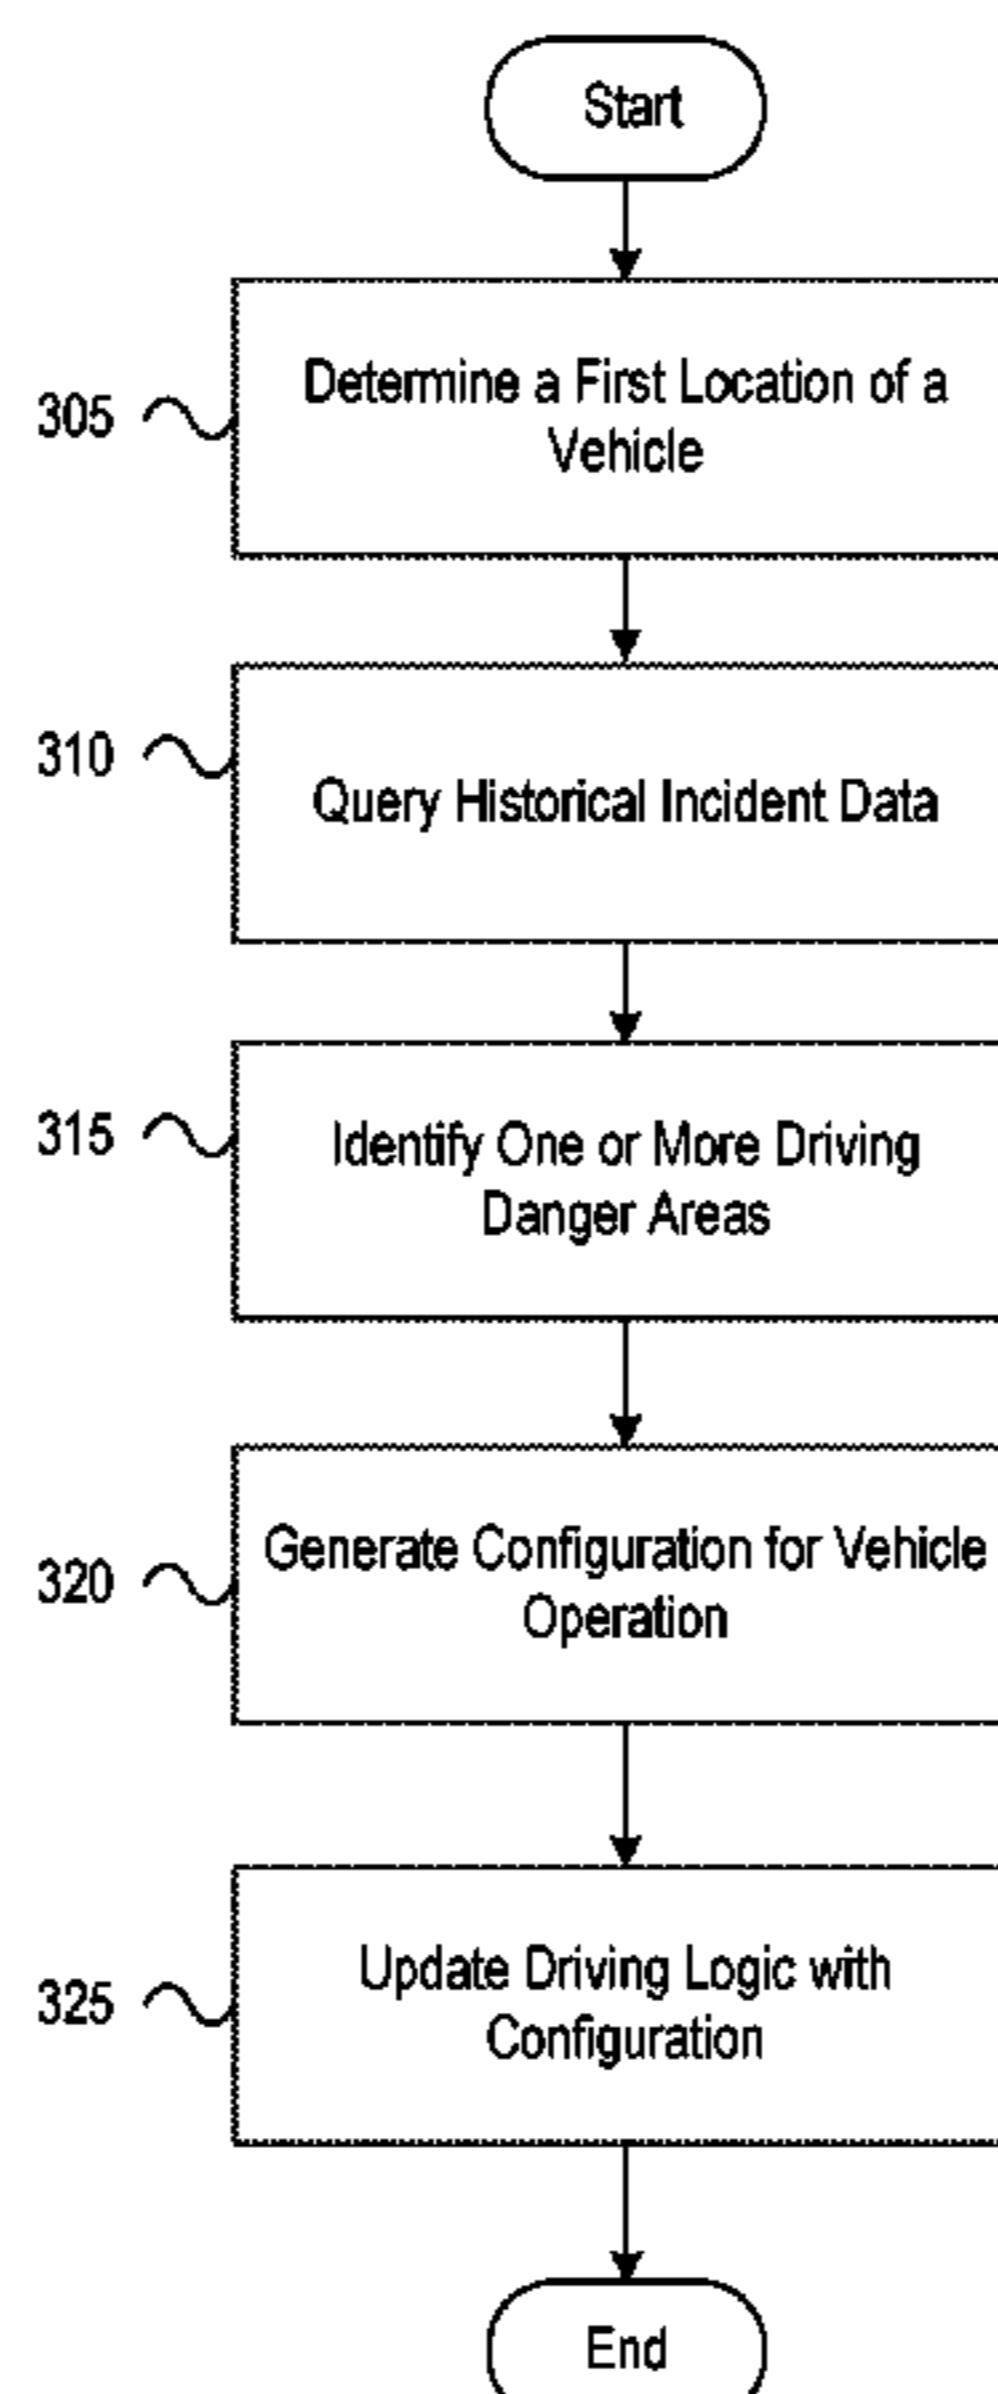 Start
305
Determine a First Location of a
Vehicle
310
Query Historical Incident Data
315
Identify One or More Driving
Danger Areas
320
Generate Configuration for Vehicle
Operation
325
Update Driving Logic with
Configuration
End